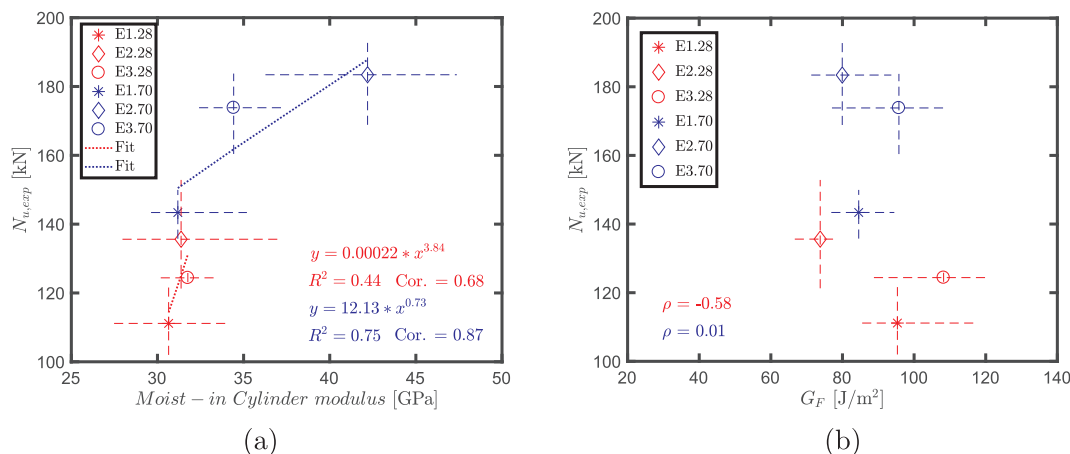 200
180
160
140
120
100
N_{u,exp} [kN]
E1.28
E2.28
E3.28
E1.70
E2.70
E3.70
Fit
Fit
y = 0.00022 * x^{3.84}
R^2 = 0.44 Cor. = 0.68
y = 12.13 * x^{0.73}
R^2 = 0.75 Cor. = 0.87
25 30 35 40 45 50
Moist − in Cylinder modulus [GPa]
(a)
200
180
160
140
120
100
N_{u,exp} [kN]
E1.28
E2.28
E3.28
E1.70
E2.70
E3.70
ρ = -0.58
ρ = 0.01
20 40 60 80 100 120 140
G_F [J/m²]
(b)